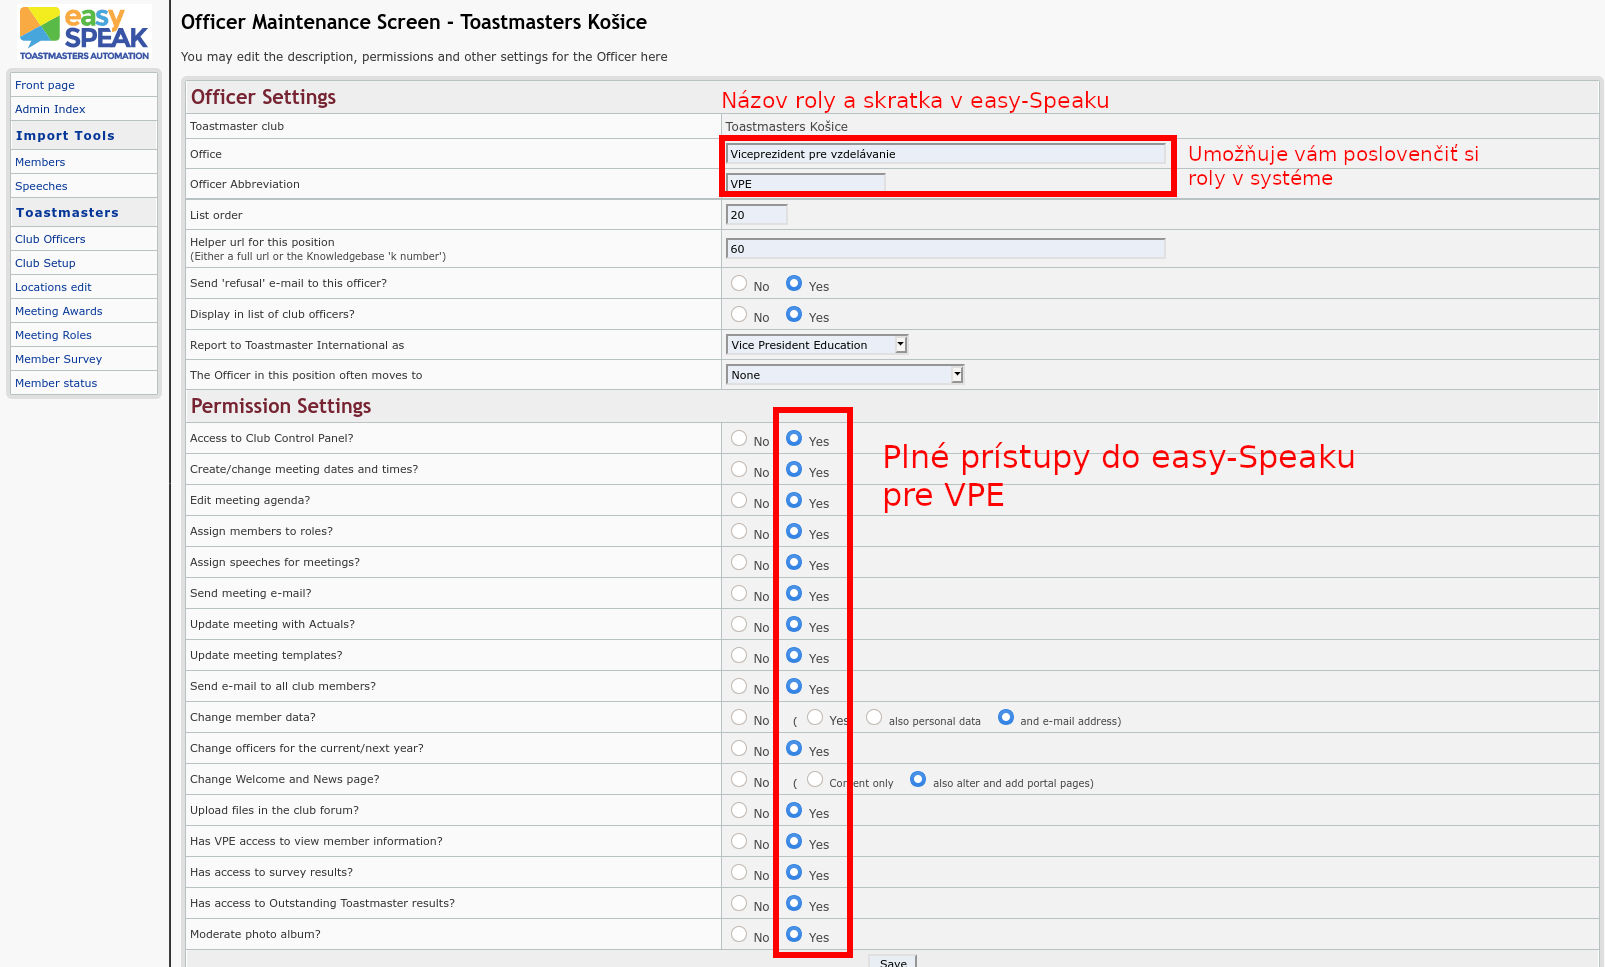 easy
SPEAK
TOASTMASTERS AUTOMATION
Front page
Admin Index
Import Tools
Members
Speeches
Toastmasters
Club Officers
Club Setup
Locations edit
Meeting Awards
Meeting Roles
Member Survey
Member status
Officer Maintenance Screen - Toastmasters Košice
You may edit the description, permissions and other settings for the Officer here
Officer Settings
Názov roly a skratka v easy-Speaku
Toastmaster club Toastmasters Košice
Office Viceprezident pre vzdelávanie
Umožňuje vám poslovenčiť si
roly v systéme
Officer Abbreviation VPE
List order 20
Helper url for this position
(Either a full url or the Knowledgebase 'k number') 60
Send 'refusal' e-mail to this officer? No Yes
Display in list of club officers? No Yes
Report to Toastmaster International as Vice President Education
The Officer in this position often moves to None
Permission Settings
Access to Club Control Panel? No Yes
Plné prístupy do easy-Speaku
pre VPE
Create/change meeting dates and times? No Yes
Edit meeting agenda? No Yes
Assign members to roles? No Yes
Assign speeches for meetings? No Yes
Send meeting e-mail? No Yes
Update meeting with Actuals? No Yes
Update meeting templates? No Yes
Send e-mail to all club members? No Yes
Change member data? No ( Yes also personal data and e-mail address)
Change officers for the current/next year? No Yes
Change Welcome and News page? No ( Content only also alter and add portal pages)
Upload files in the club forum? No Yes
Has VPE access to view member information? No Yes
Has access to survey results? No Yes
Has access to Outstanding Toastmaster results? No Yes
Moderate photo album? No Yes
Save